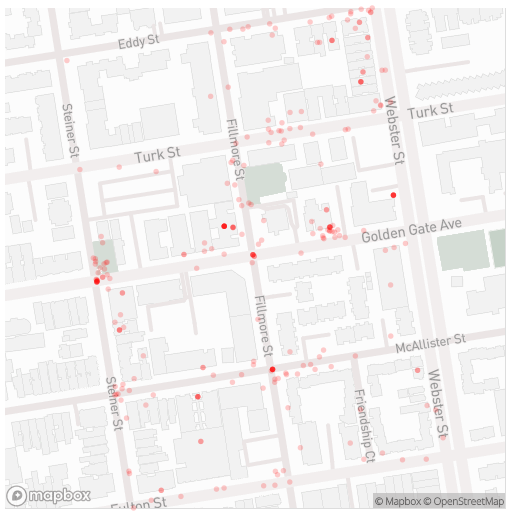 Eddy St
Steiner St
Fillmore St
Webster St
Turk St
Turk St
Golden Gate Ave
Fillmore St
McAllister St
Steiner St
Friendship Ct
Webster St
Fulton St
mapbox
© Mapbox © OpenStreetMap